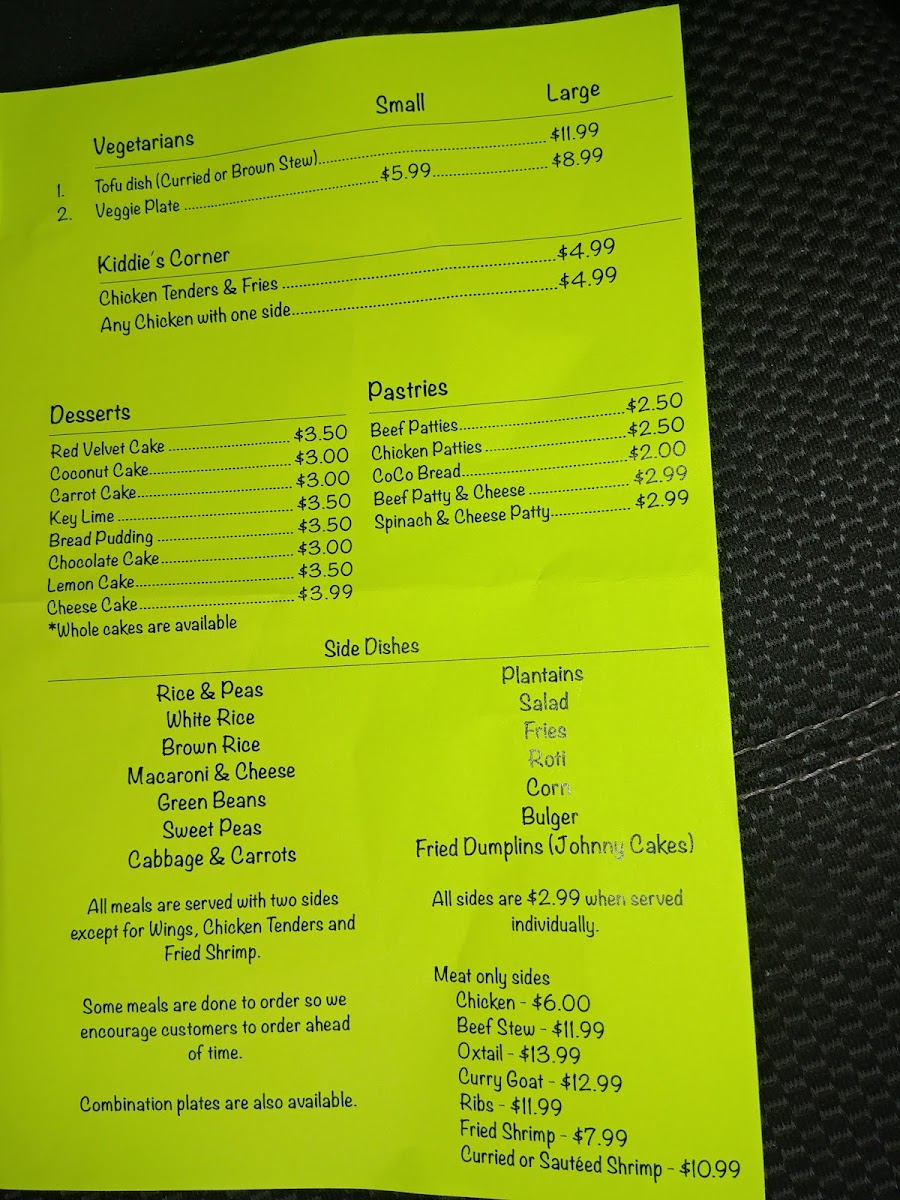 Small Large
Vegetarians
1. Tofu dish (Curried or Brown Stew)..... $11.99
2. Veggie Plate ..... $5.99..... $8.99
Kiddie's Corner
Chicken Tenders & Fries ..... $4.99
Any Chicken with one side..... $4.99
Desserts
Red Velvet Cake ..... $3.50
Coconut Cake..... $3.00
Carrot Cake..... $3.00
Key Lime ..... $3.50
Bread Pudding ..... $3.50
Chocolate Cake..... $3.00
Lemon Cake..... $3.50
Cheese Cake..... $3.99
*Whole cakes are available
Pastries
Beef Patties..... $2.50
Chicken Patties ..... $2.50
CoCo Bread..... $2.00
Beef Patty & Cheese ..... $2.99
Spinach & Cheese Patty..... $2.99
Side Dishes
Rice & Peas
White Rice
Brown Rice
Macaroni & Cheese
Green Beans
Sweet Peas
Cabbage & Carrots
Plantains
Salad
Fries
Roti
Corn
Bulger
Fried Dumplins (Johnny Cakes)
All meals are served with two sides
except for Wings, Chicken Tenders and
Fried Shrimp.
Some meals are done to order so we
encourage customers to order ahead
of time.
Combination plates are also available.
All sides are $2.99 when served
individually.
Meat only sides
Chicken - $6.00
Beef Stew - $11.99
Oxtail - $13.99
Curry Goat - $12.99
Ribs - $11.99
Fried Shrimp - $7.99
Curried or Sautéed Shrimp - $10.99